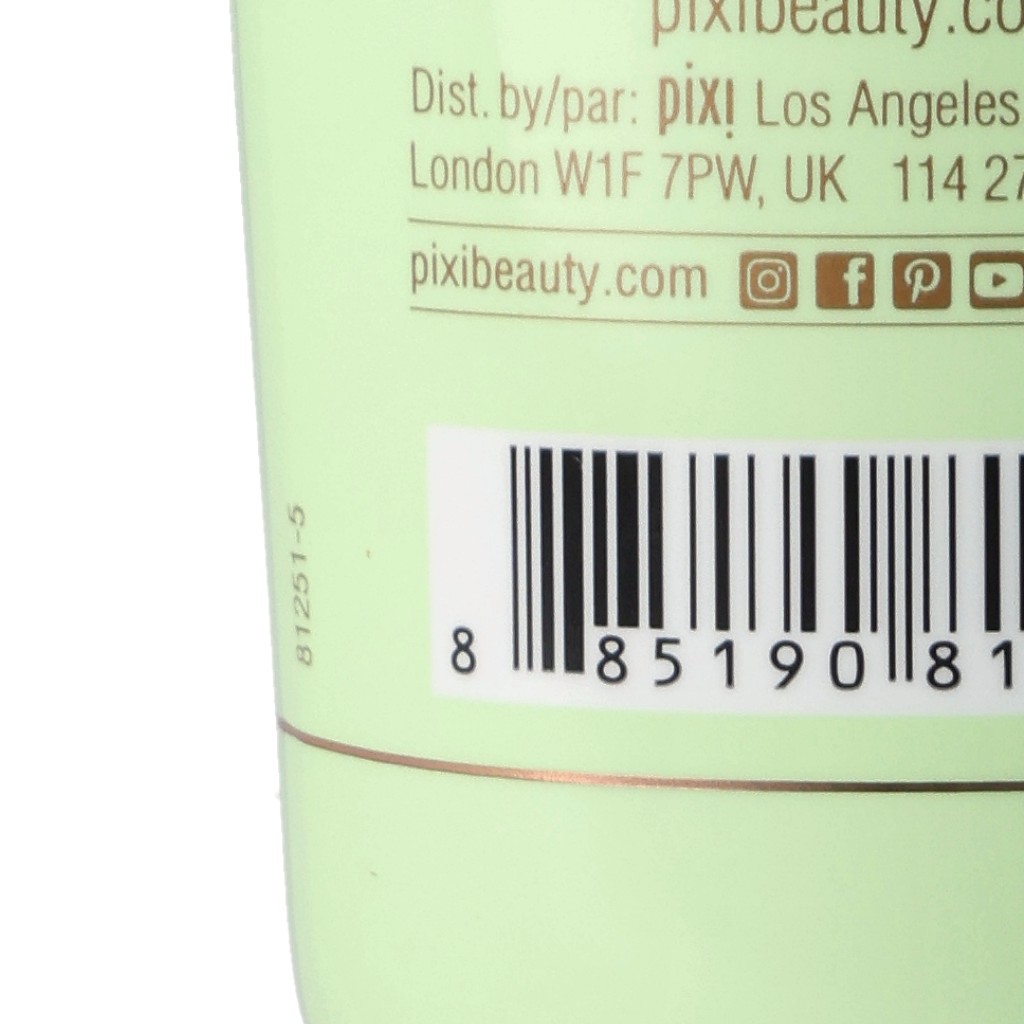 pixibeauty.co
Dist. by/par: pixi Los Angeles
London W1F 7PW, UK 114 27
pixibeauty.com
81251-5
8 85190 81